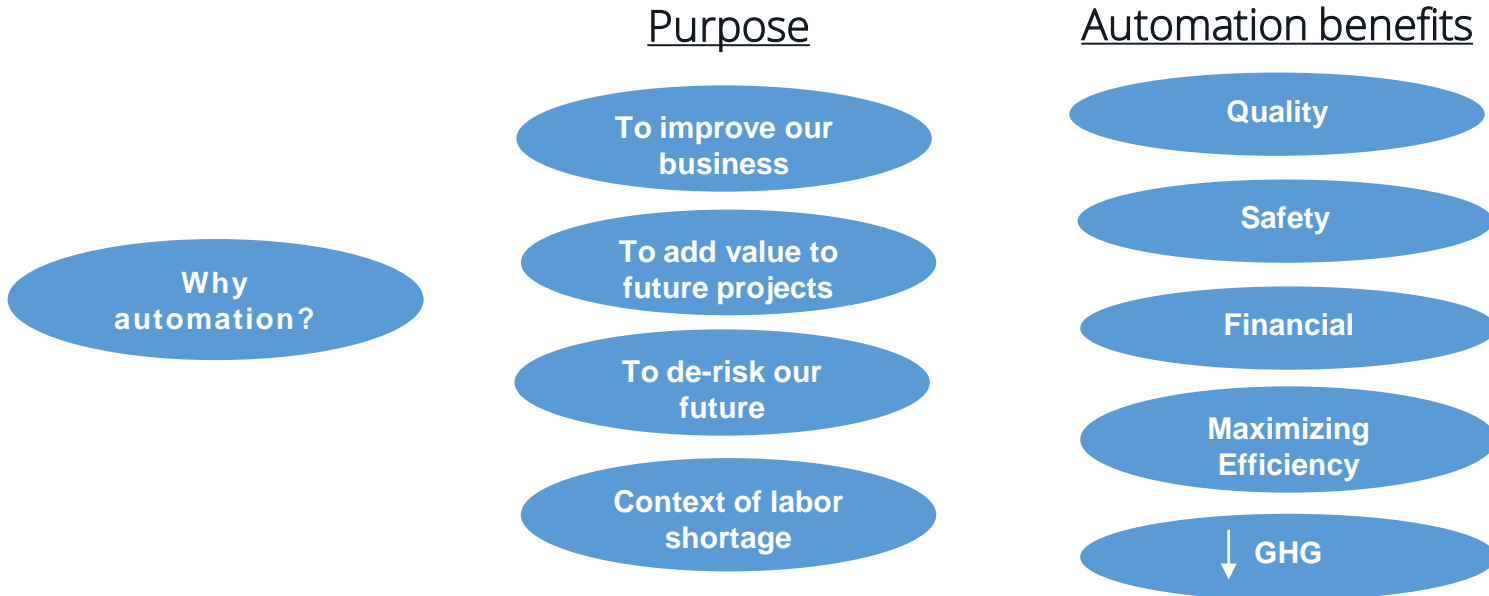 Purpose
Automation benefits
Why
automation?
To improve our
business
To add value to
future projects
To de-risk our
future
Context of labor
shortage
Quality
Safety
Financial
Maximizing
Efficiency
↓ GHG